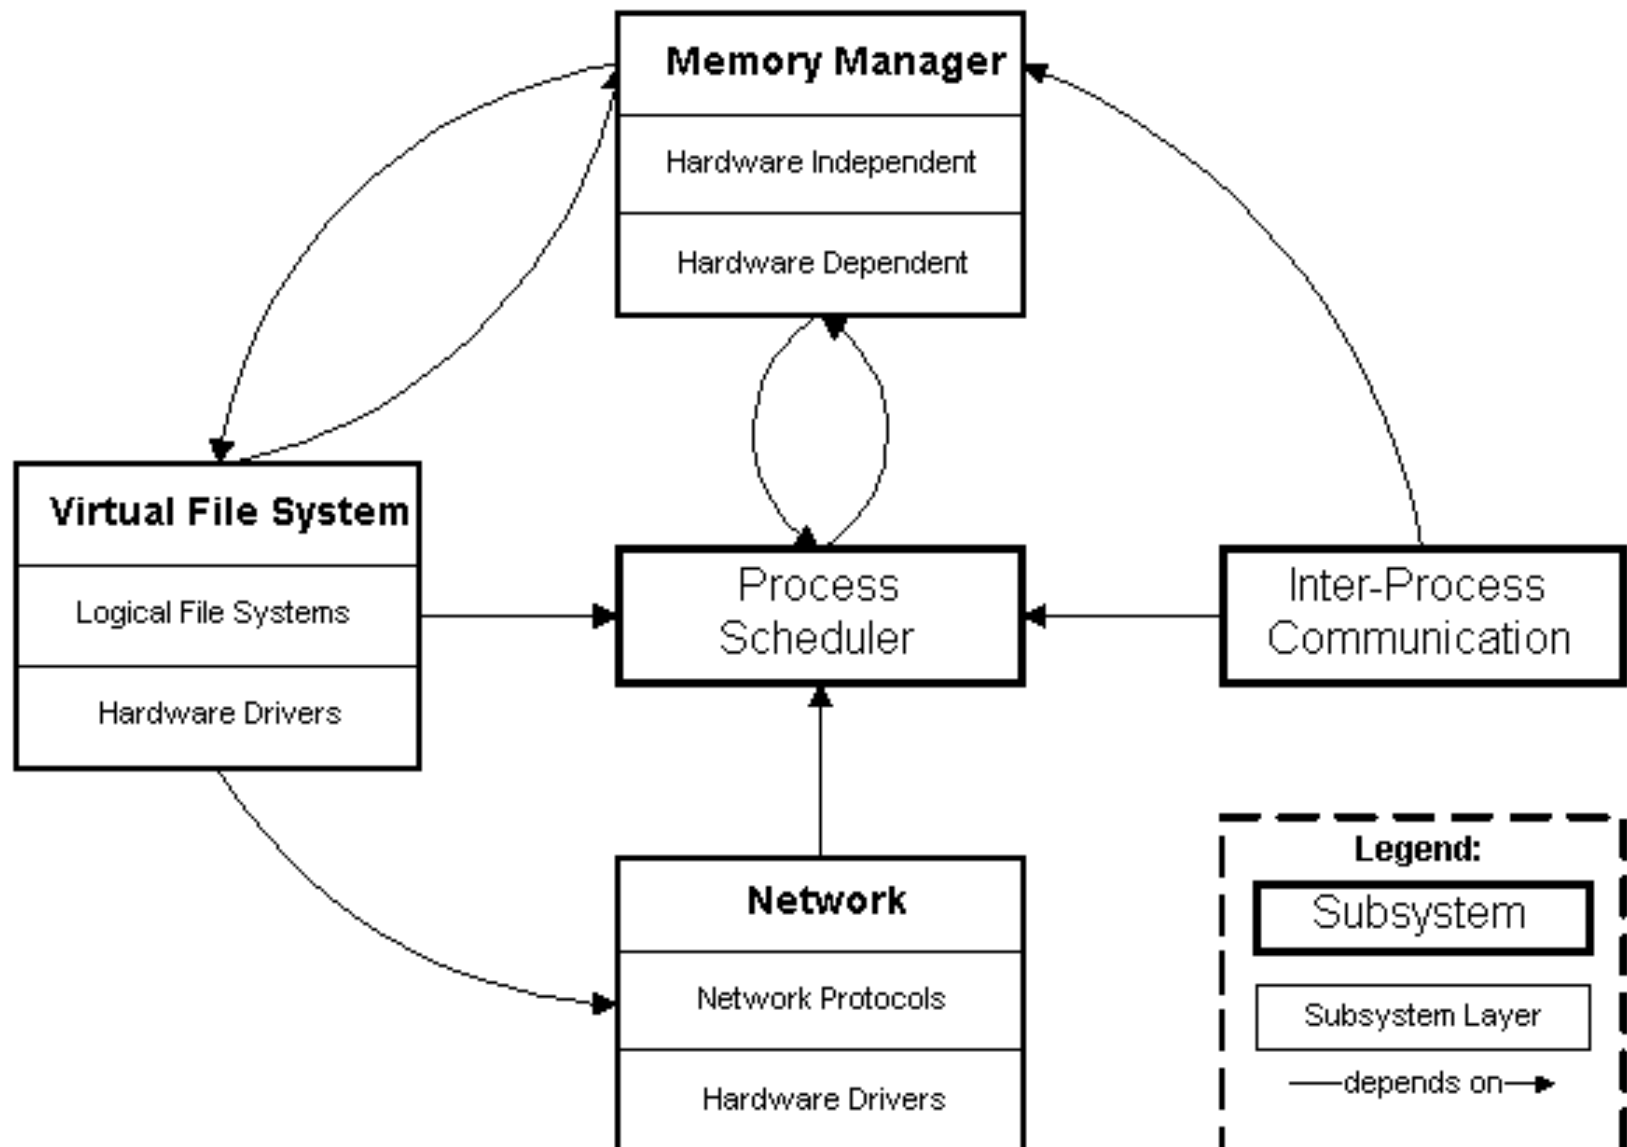 Memory Manager
Hardware Independent
Hardware Dependent
Virtual File System
Logical File Systems
Hardware Drivers
Process
Scheduler
Inter-Process
Communication
Network
Network Protocols
Hardware Drivers
Legend:
Subsystem
Subsystem Layer
depends on